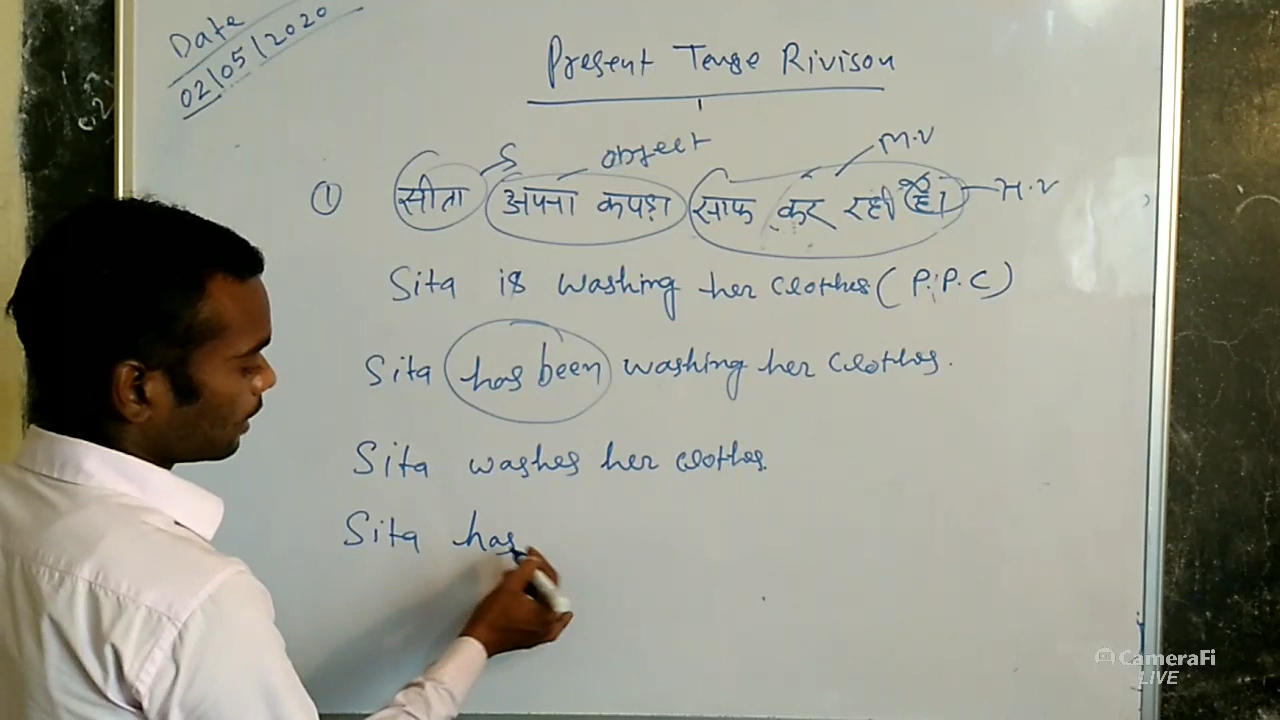 Date
02/05/2020
Present Tense Rivison
S object M.V
① सीता अपना कपड़ा साफ कर रही है। H.V
Sita is washing her clothes (P.P.C)
Sita has been washing her clothes.
Sita washes her clothes.
Sita has
CameraFi
LIVE